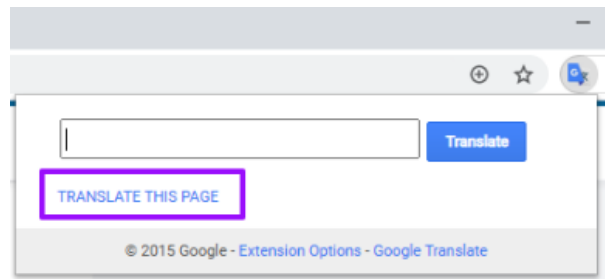 Translate
TRANSLATE THIS PAGE
© 2015 Google - Extension Options - Google Translate